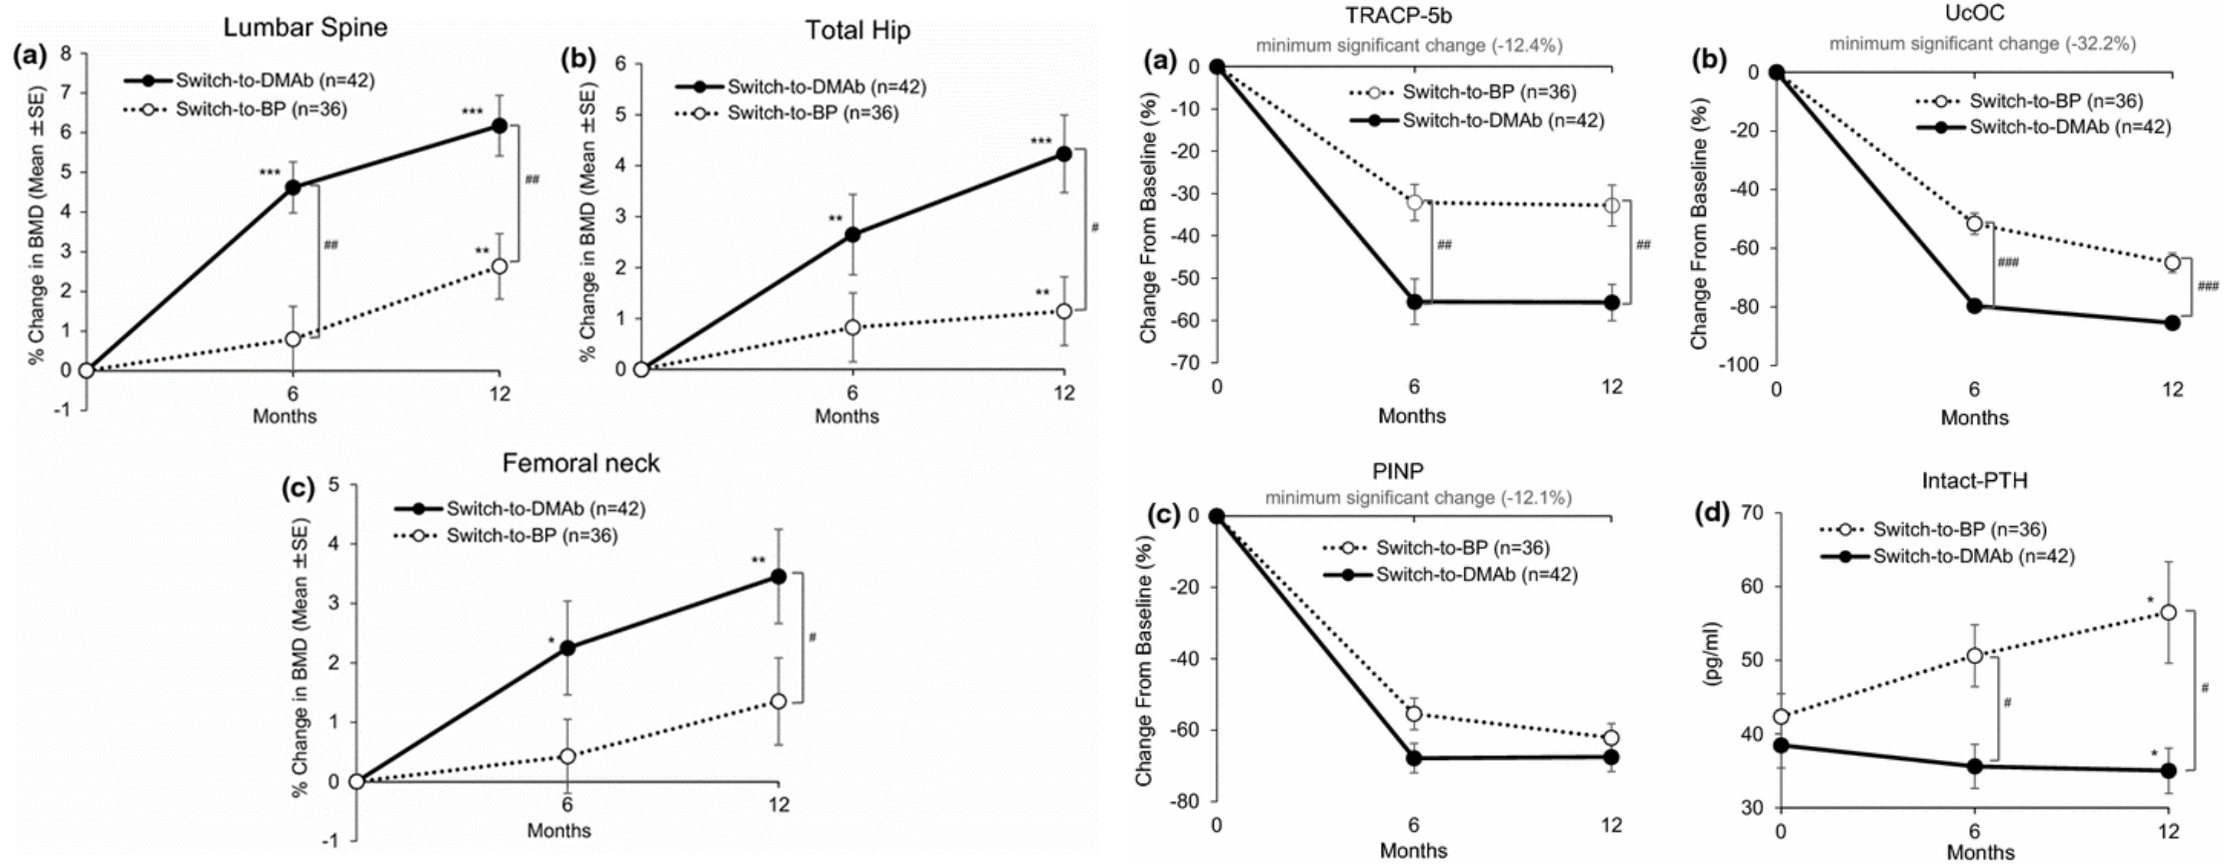 Lumbar Spine
(a)
% Change in BMD (Mean ±SE)
8
7
6
5
4
3
2
1
0
-1
Switch-to-DMAb (n=42)
Switch-to-BP (n=36)
***
***
**
##
##
6
12
Months
Total Hip
(b)
% Change in BMD (Mean ±SE)
6
5
4
3
2
1
0
Switch-to-DMAb (n=42)
Switch-to-BP (n=36)
**
***
**
#
6
12
Months
Femoral neck
(c)
% Change in BMD (Mean ±SE)
5
4
3
2
1
0
-1
Switch-to-DMAb (n=42)
Switch-to-BP (n=36)
*
**
#
6
12
Months
TRACP-5b
minimum significant change (-12.4%)
(a)
Change From Baseline (%)
0
-10
-20
-30
-40
-50
-60
-70
Switch-to-BP (n=36)
Switch-to-DMAb (n=42)
##
##
0
6
12
Months
UcOC
minimum significant change (-32.2%)
(b)
Change From Baseline (%)
0
-20
-40
-60
-80
-100
Switch-to-BP (n=36)
Switch-to-DMAb (n=42)
###
###
0
6
12
Months
PINP
minimum significant change (-12.1%)
(c)
Change From Baseline (%)
0
-20
-40
-60
-80
Switch-to-BP (n=36)
Switch-to-DMAb (n=42)
0
6
12
Months
Intact-PTH
(d)
(pg/ml)
70
60
50
40
30
Switch-to-BP (n=36)
Switch-to-DMAb (n=42)
*
*
#
#
0
6
12
Months